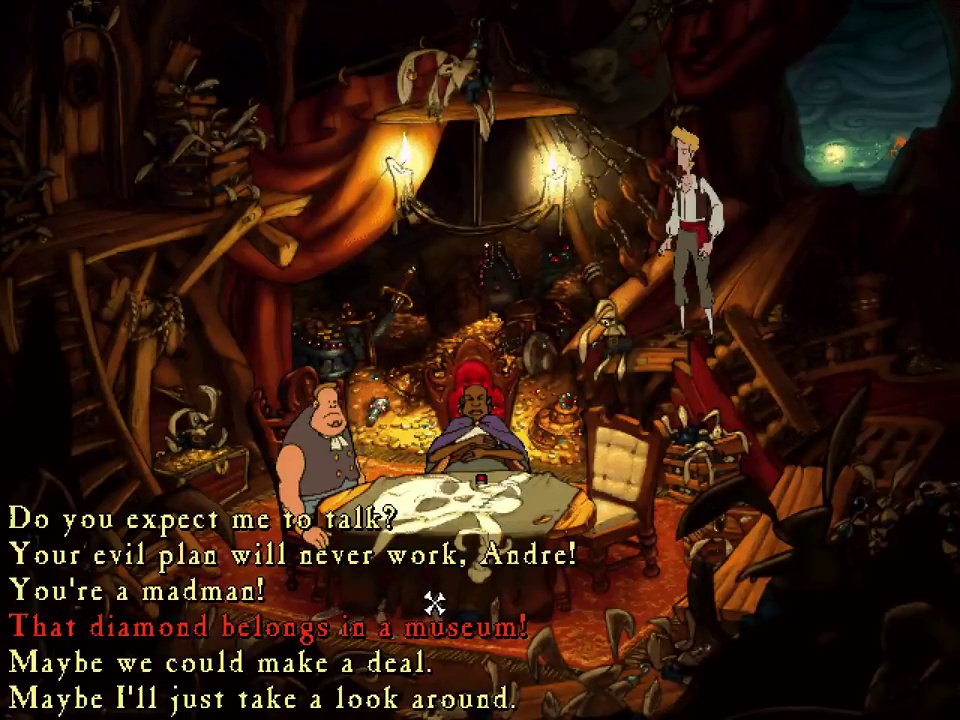 Do you expect me to talk?
Your evil plan will never work, Andre!
You're a madman!
That diamond belongs in a museum!
Maybe we could make a deal.
Maybe I'll just take a look around.